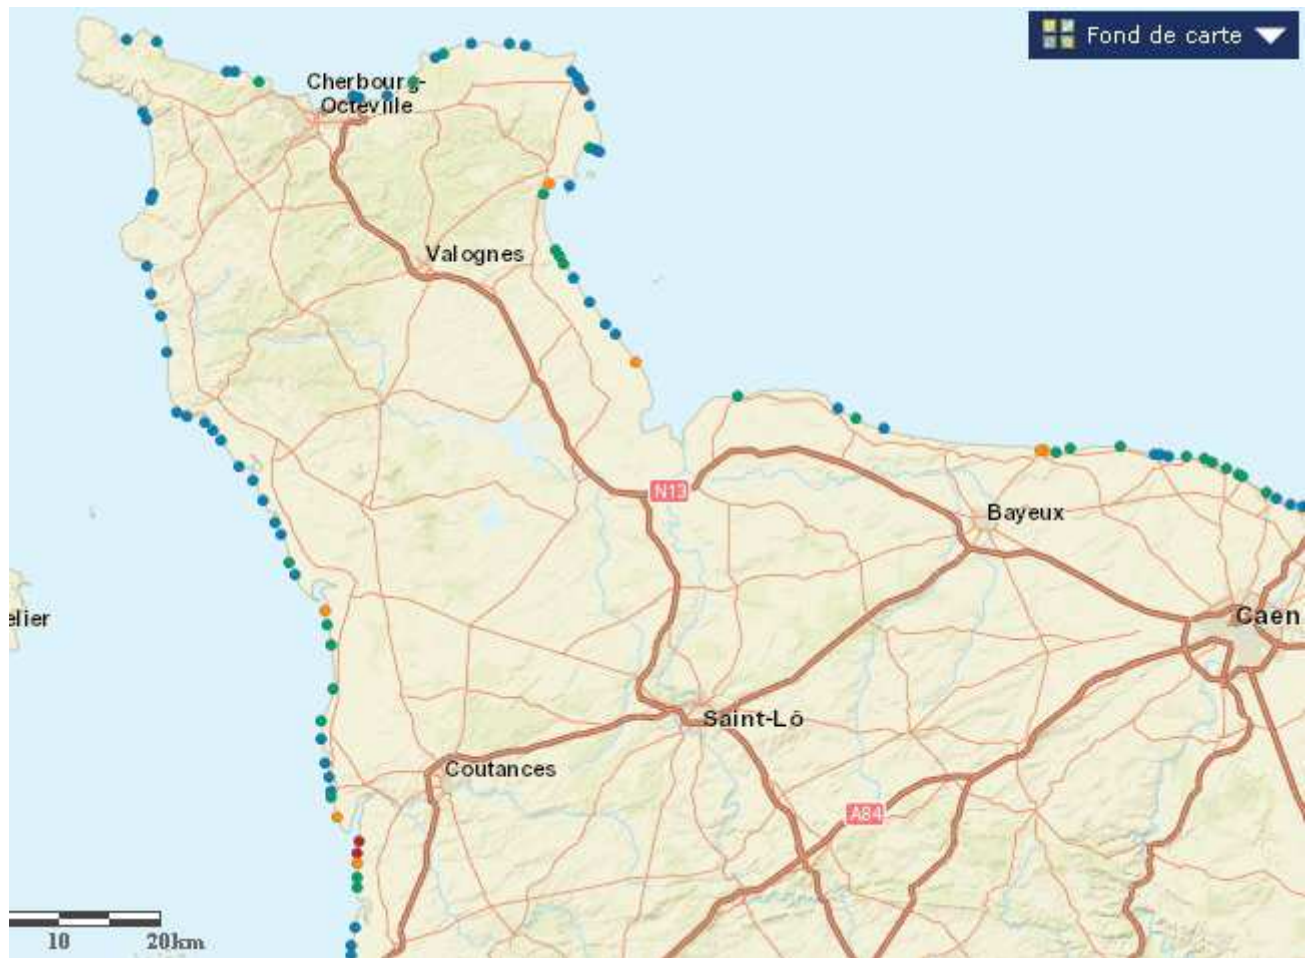 Fond de carte
Cherbourg-
Octeville
Valognes
N13
Bayeux
elier
Caen
Saint-Lô
Coutances
A84
10
20km